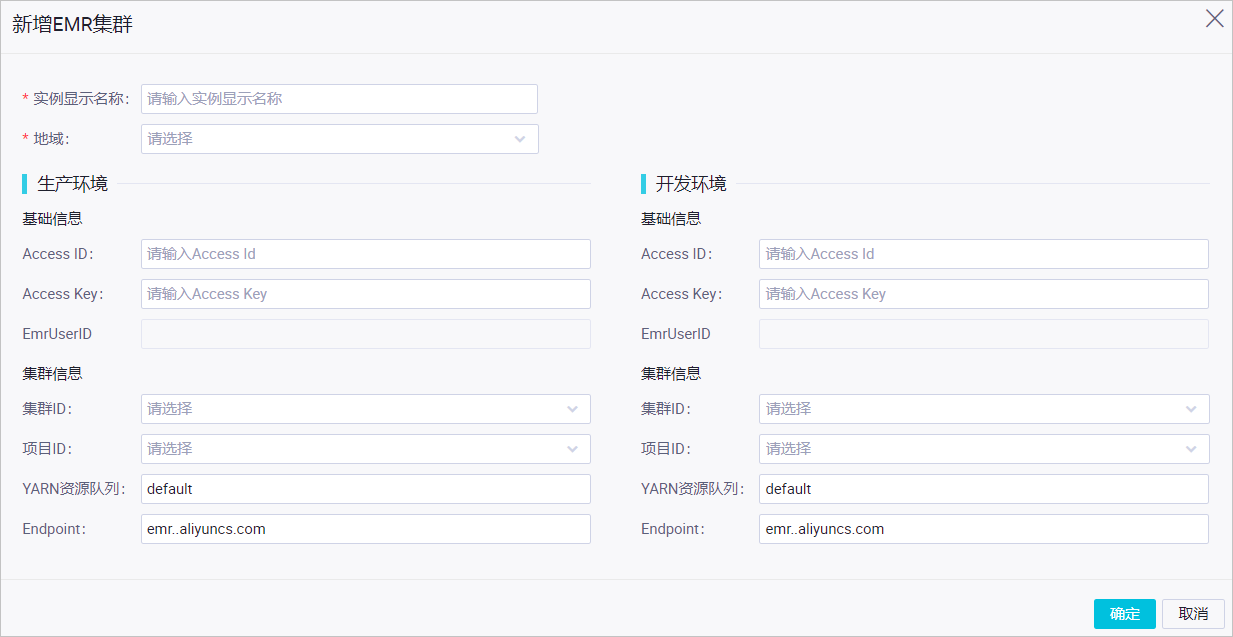 新增EMR集群
* 实例显示名称： 请输入实例显示名称
* 地域： 请选择
生产环境
基础信息
Access ID： 请输入Access Id
Access Key： 请输入Access Key
EmrUserID
集群信息
集群ID： 请选择
项目ID： 请选择
YARN资源队列： default
Endpoint： emr..aliyuncs.com
开发环境
基础信息
Access ID： 请输入Access Id
Access Key： 请输入Access Key
EmrUserID
集群信息
集群ID： 请选择
项目ID： 请选择
YARN资源队列： default
Endpoint： emr..aliyuncs.com
确定 取消